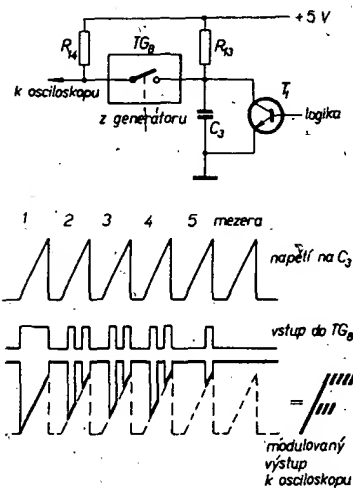 +5 V
R14
TG8
R13
k osciloskopu
z generátoru
C3
T1
logika
1 2 3 4 5 mezera
napětí na C3
vstup do TG8
=
modulovaný
výstup
k osciloskopu